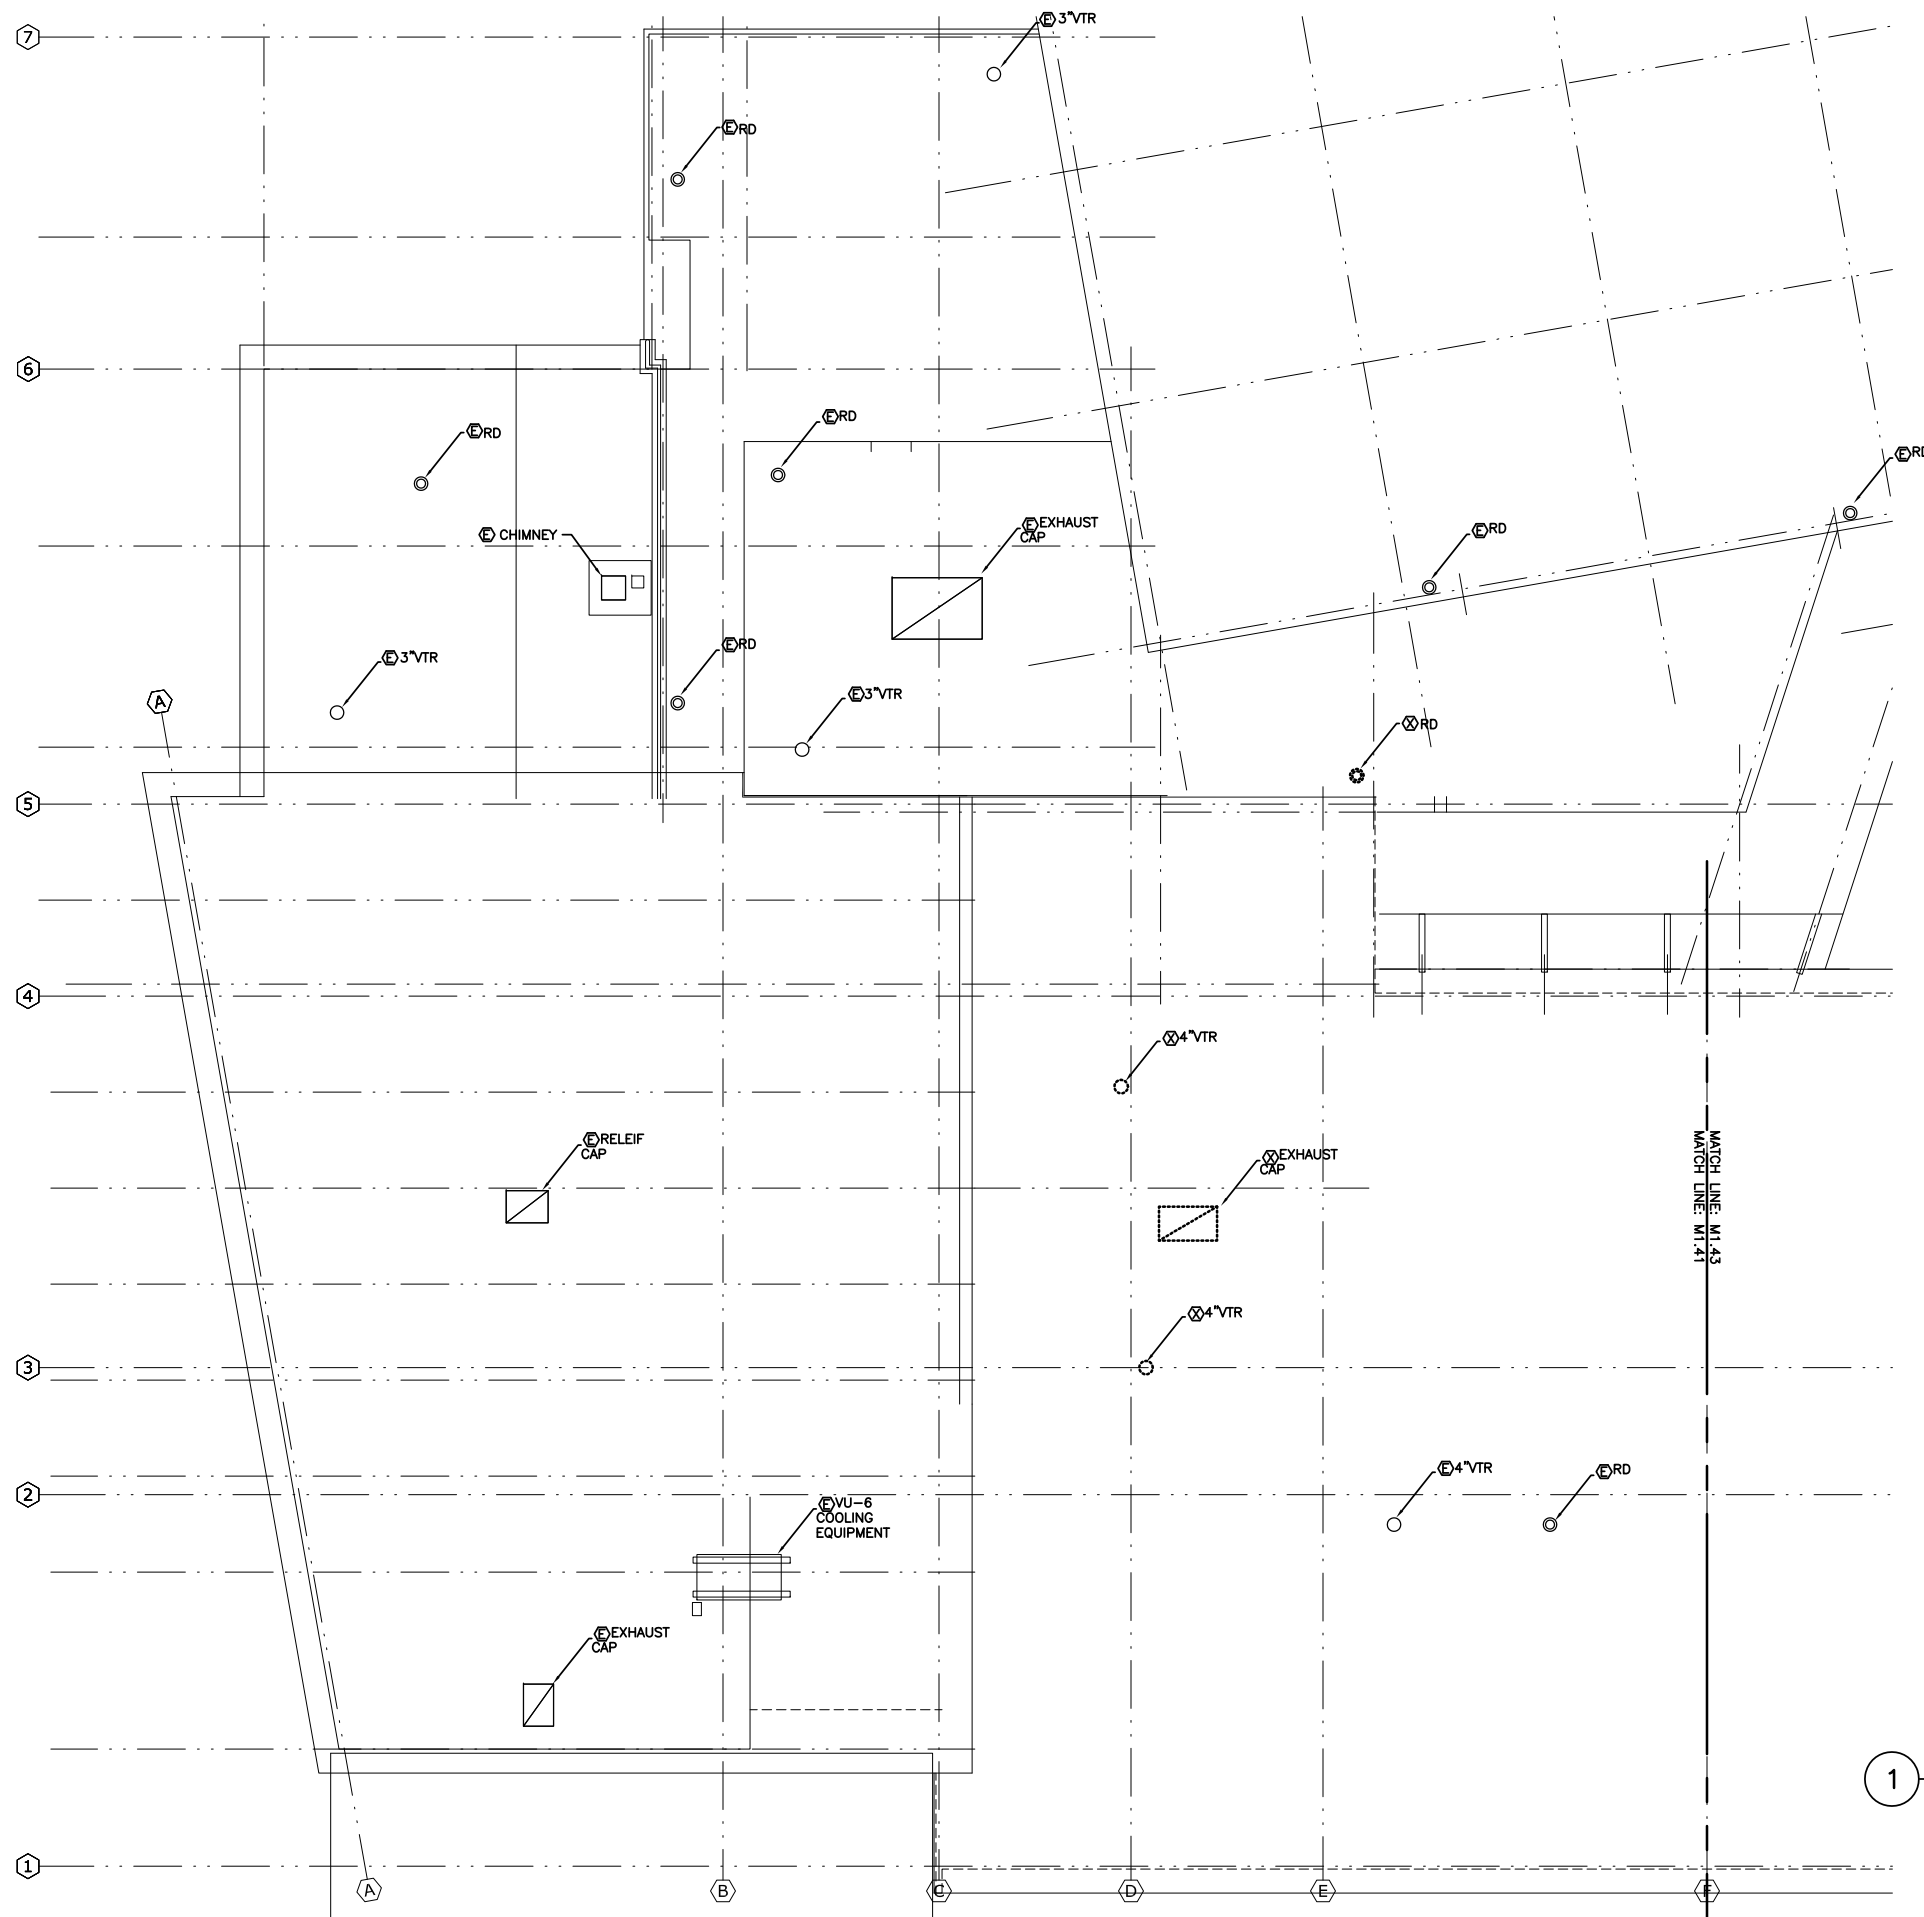 7
E 3"VTR
E RD
6
E RD
E RD
E RD
E CHIMNEY
E EXHAUST
CAP
E RD
E RD
E 3"VTR
A
E 3"VTR
X RD
5
4
X 4"VTR
E RELEIF
CAP
X EXHAUST
CAP
MATCH LINE: M1.43
MATCH LINE: M1.41
X 4"VTR
3
E 4"VTR
E RD
2
E VU-6
COOLING
EQUIPMENT
E EXHAUST
CAP
1
1
A
B
C
D
E
F